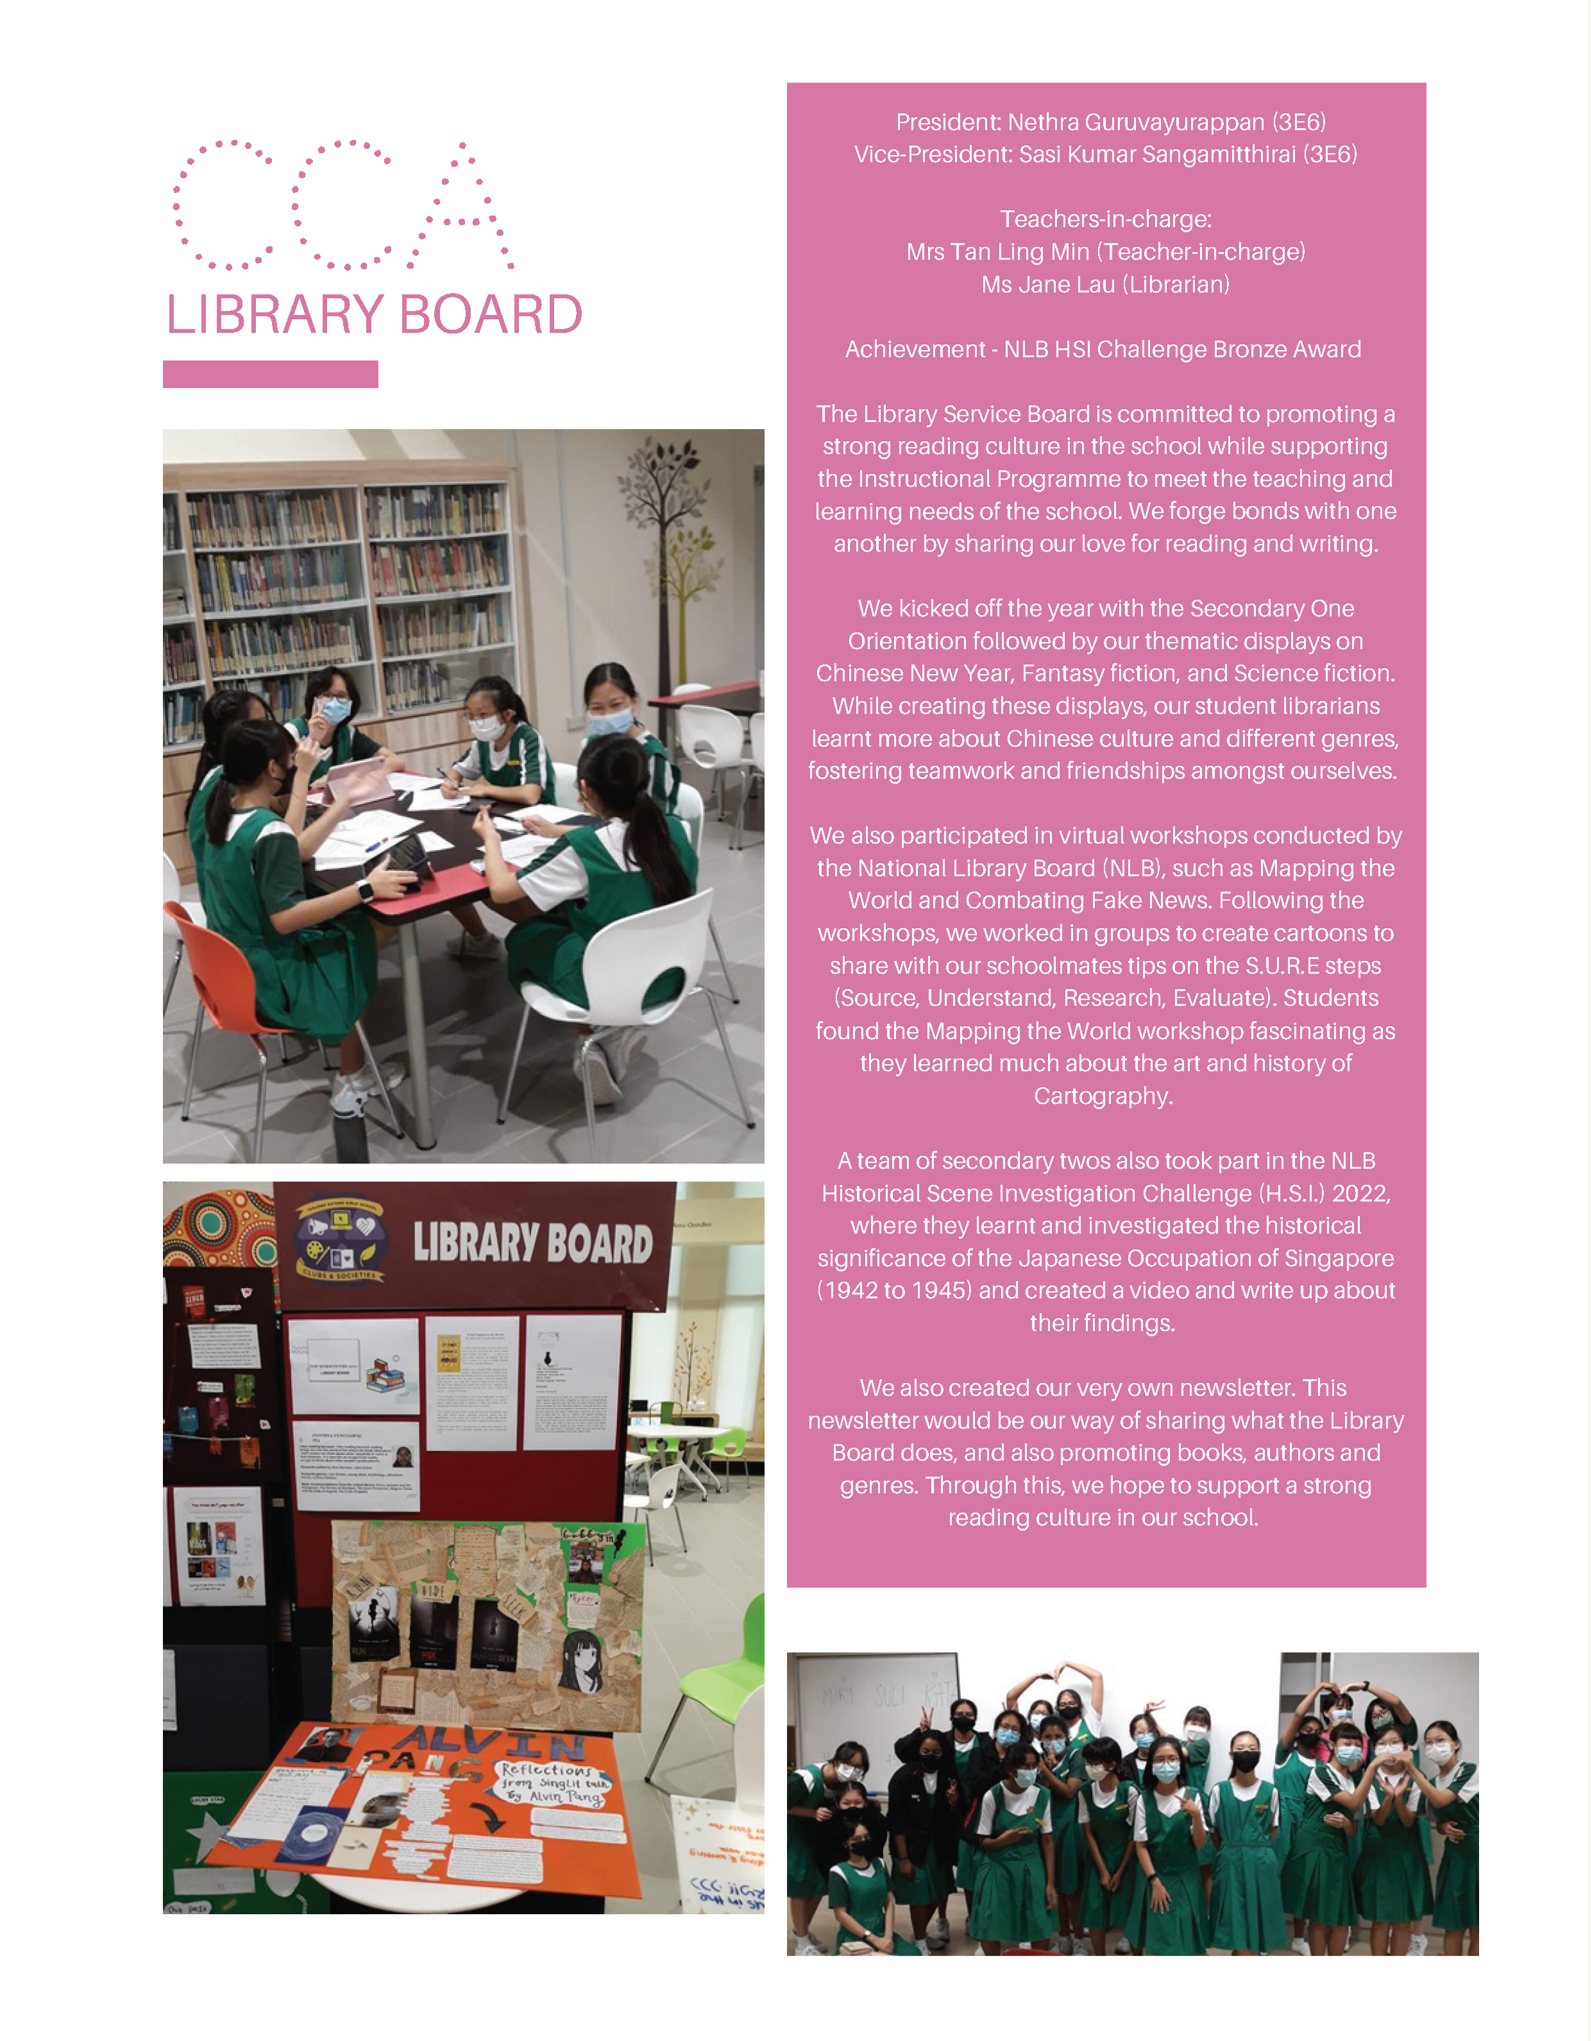 CCA
LIBRARY BOARD
President: Nethra Guruvayurappan (3E6)
Vice-President: Sasi Kumar Sangamitthirai (3E6)
Teachers-in-charge:
Mrs Tan Ling Min (Teacher-in-charge)
Ms Jane Lau (Librarian)
Achievement - NLB HSI Challenge Bronze Award
The Library Service Board is committed to promoting a
strong reading culture in the school while supporting
the Instructional Programme to meet the teaching and
learning needs of the school. We forge bonds with one
another by sharing our love for reading and writing.
We kicked off the year with the Secondary One
Orientation followed by our thematic displays on
Chinese New Year, Fantasy fiction, and Science fiction.
While creating these displays, our student librarians
learnt more about Chinese culture and different genres,
fostering teamwork and friendships amongst ourselves.
We also participated in virtual workshops conducted by
the National Library Board (NLB), such as Mapping the
World and Combating Fake News. Following the
workshops, we worked in groups to create cartoons to
share with our schoolmates tips on the S.U.R.E steps
(Source, Understand, Research, Evaluate). Students
found the Mapping the World workshop fascinating as
they learned much about the art and history of
Cartography.
A team of secondary twos also took part in the NLB
Historical Scene Investigation Challenge (H.S.I.) 2022,
where they learnt and investigated the historical
significance of the Japanese Occupation of Singapore
(1942 to 1945) and created a video and write up about
their findings.
We also created our very own newsletter. This
newsletter would be our way of sharing what the Library
Board does, and also promoting books, authors and
genres. Through this, we hope to support a strong
reading culture in our school.
LIBRARY BOARD
CLUBS & SOCIETIES
LIBRARY BOARD
RUN
HIDE
SEEK
ALVIN
PANG
Reflections
from SingLit talk
by Alvin Pang
LUCKY STAR